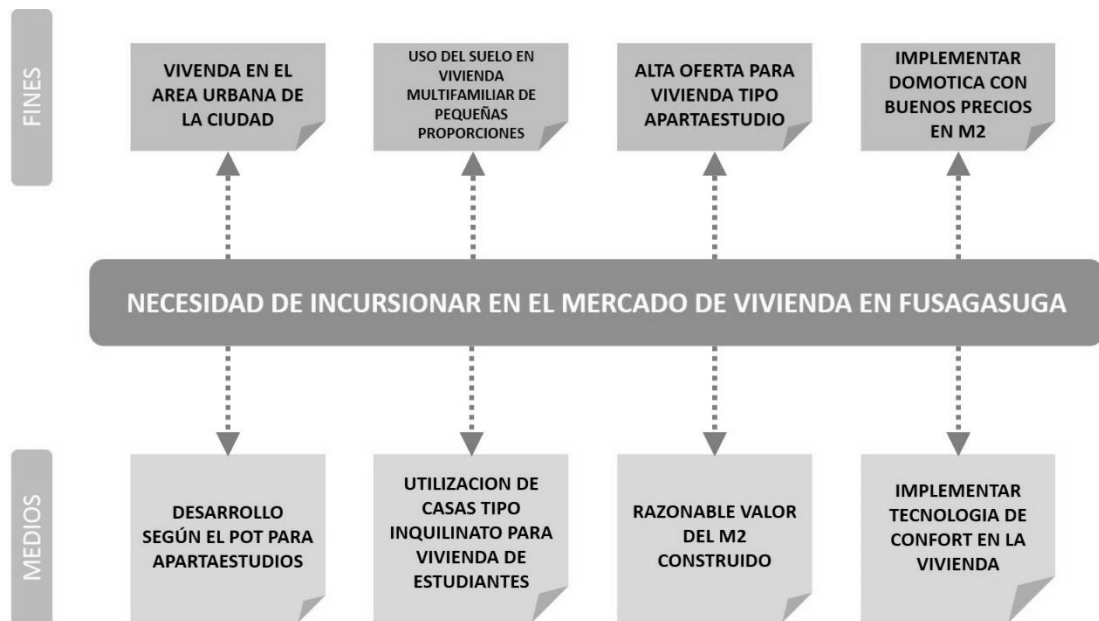 FINES
VIVENDA EN EL
AREA URBANA DE
LA CIUDAD
USO DEL SUELO EN
VIVIENDA
MULTIFAMILIAR DE
PEQUEÑAS
PROPORCIONES
ALTA OFERTA PARA
VIVIENDA TIPO
APARTAESTUDIO
IMPLEMENTAR
DOMOTICA CON
BUENOS PRECIOS
EN M2
NECESIDAD DE INCURSIONAR EN EL MERCADO DE VIVIENDA EN FUSAGASUGA
MEDIOS
DESARROLLO
SEGÚN EL POT PARA
APARTAESTUDIOS
UTILIZACION DE
CASAS TIPO
INQUILINATO PARA
VIVIENDA DE
ESTUDIANTES
RAZONABLE VALOR
DEL M2
CONSTRUIDO
IMPLEMENTAR
TECNOLOGIA DE
CONFORT EN LA
VIVIENDA